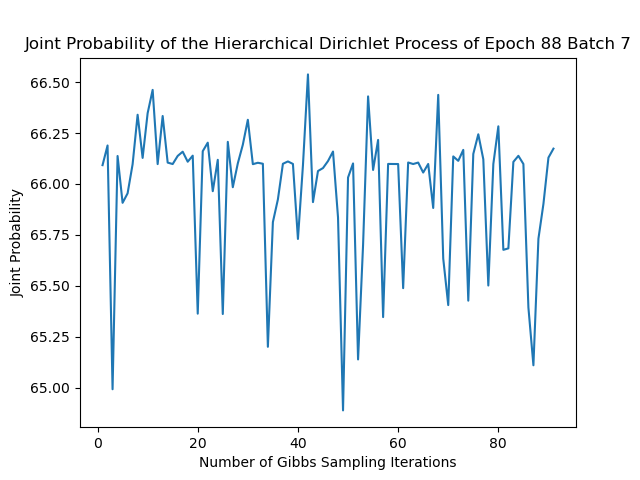 Joint Probability of the Hierarchical Dirichlet Process of Epoch 88 Batch 7
Joint Probability
66.50
66.25
66.00
65.75
65.50
65.25
65.00
0 20 40 60 80
Number of Gibbs Sampling Iterations